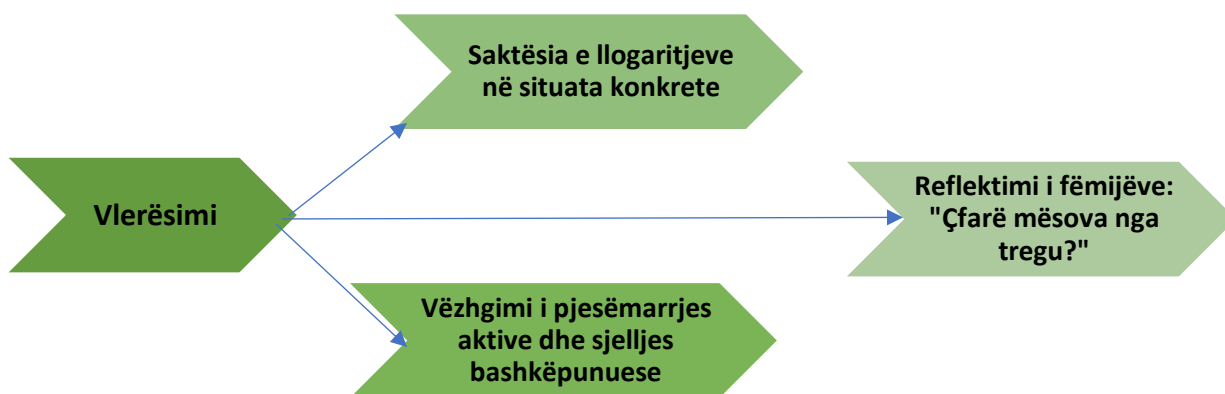 Saktësia e llogaritjeve
në situata konkrete
Vlerësimi
Reflektimi i fëmijëve:
"Çfarë mësova nga
tregu?"
Vëzhgimi i pjesëmarrjes
aktive dhe sjelljes
bashkëpunuese